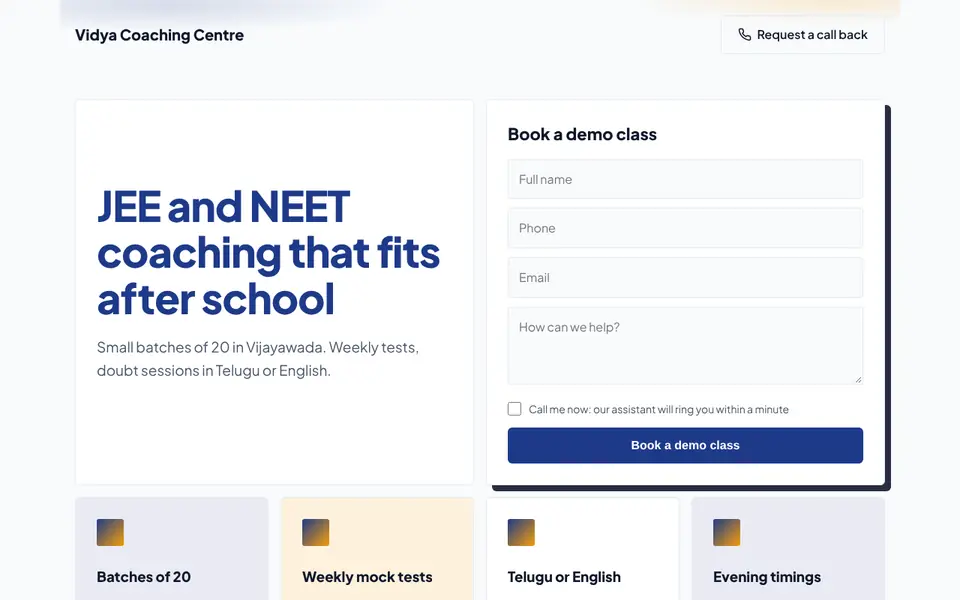 Vidya Coaching Centre
Request a call back
JEE and NEET
coaching that fits
after school
Small batches of 20 in Vijayawada. Weekly tests,
doubt sessions in Telugu or English.
Book a demo class
Full name
Phone
Email
How can we help?
Call me now: our assistant will ring you within a minute
Book a demo class
Batches of 20
Weekly mock tests
Telugu or English
Evening timings